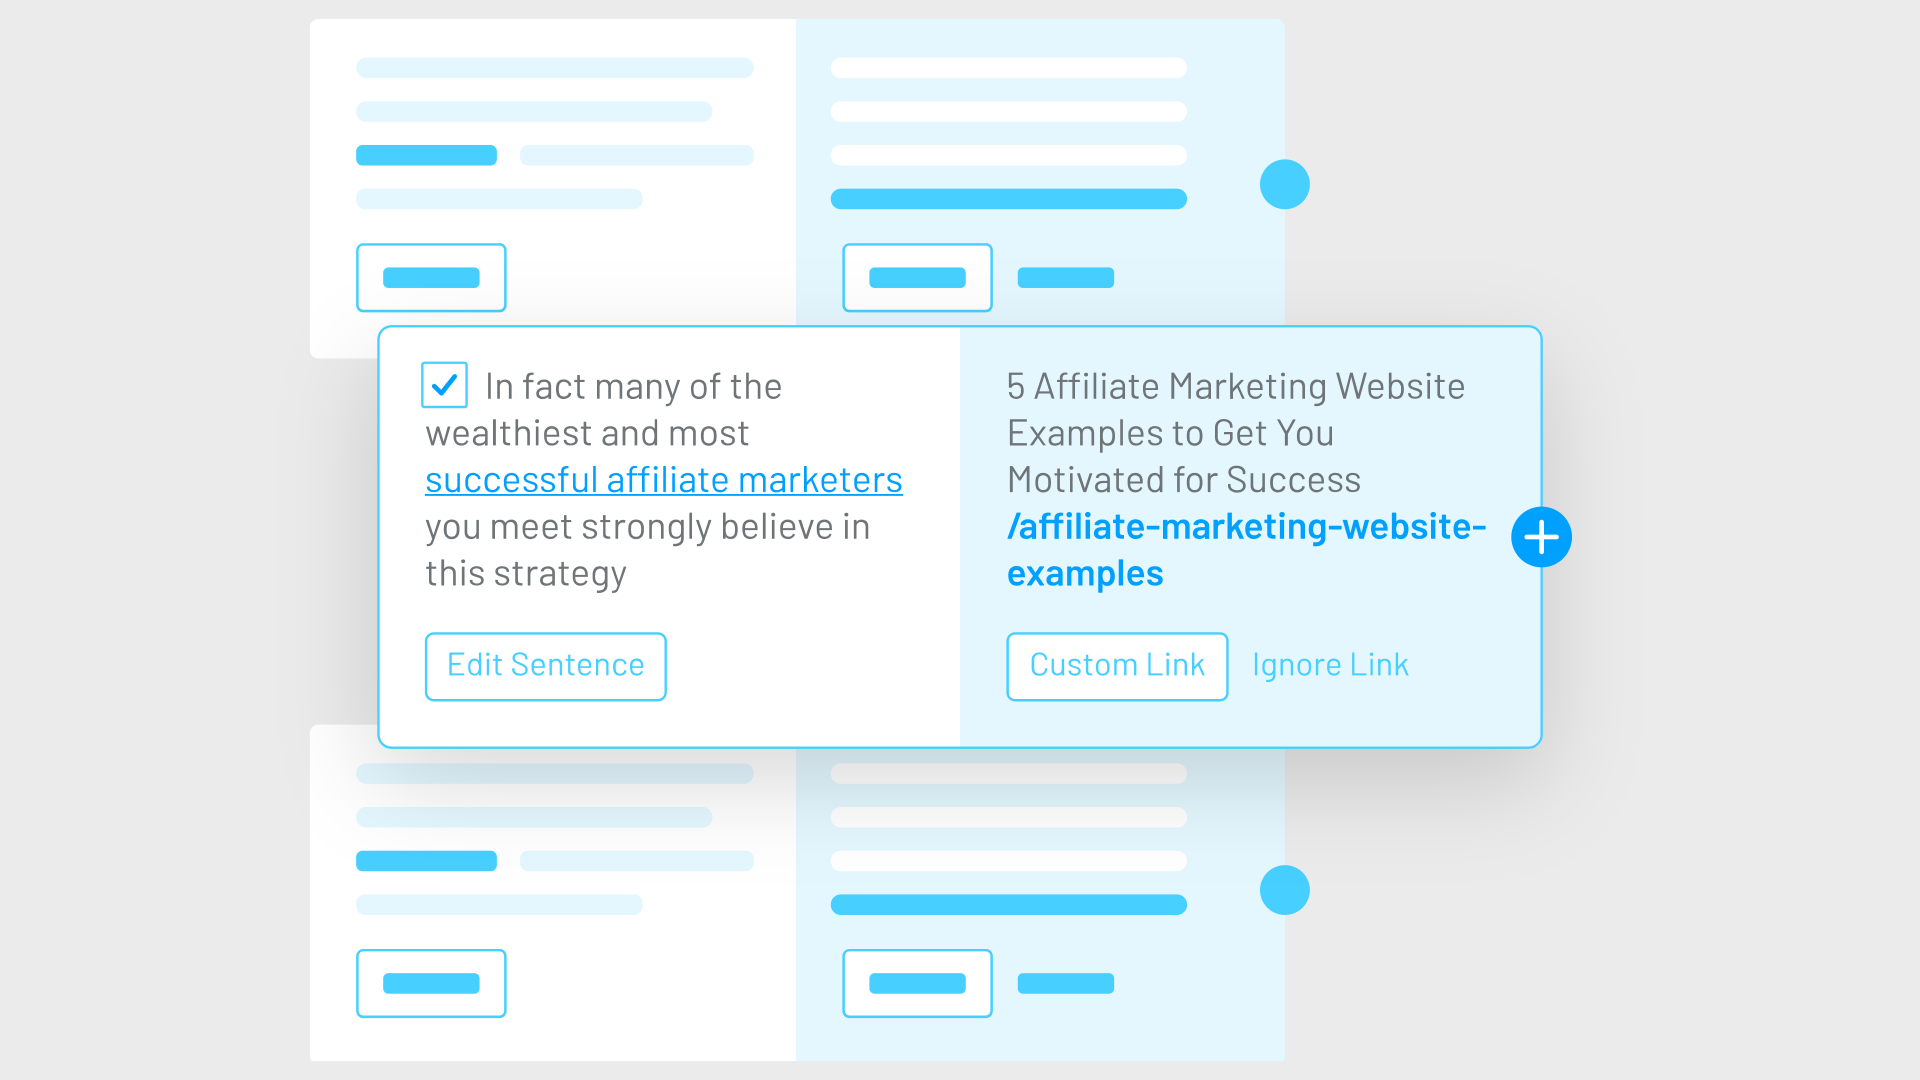 In fact many of the
wealthiest and most
successful affiliate marketers
you meet strongly believe in
this strategy
Edit Sentence
5 Affiliate Marketing Website
Examples to Get You
Motivated for Success
/affiliate-marketing-website-
examples
Custom Link
Ignore Link